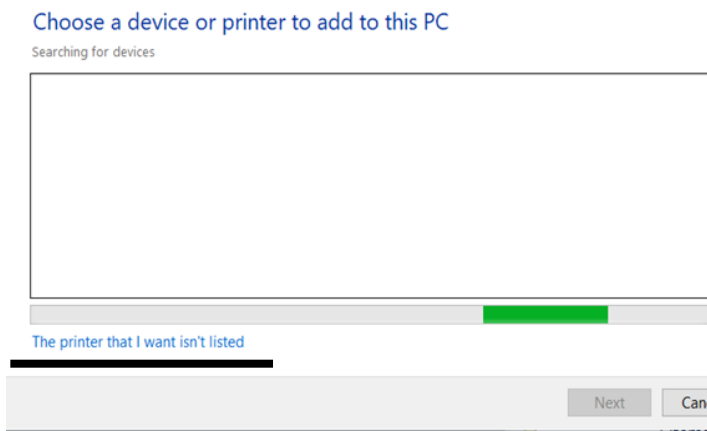 Choose a device or printer to add to this PC
Searching for devices
The printer that I want isn't listed
Next